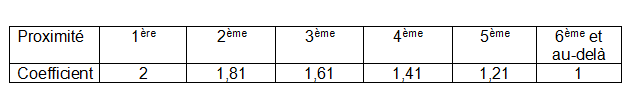 Proximité 1ère 2ème 3ème 4ème 5ème 6ème et au-delà
Coefficient 2 1,81 1,61 1,41 1,21 1